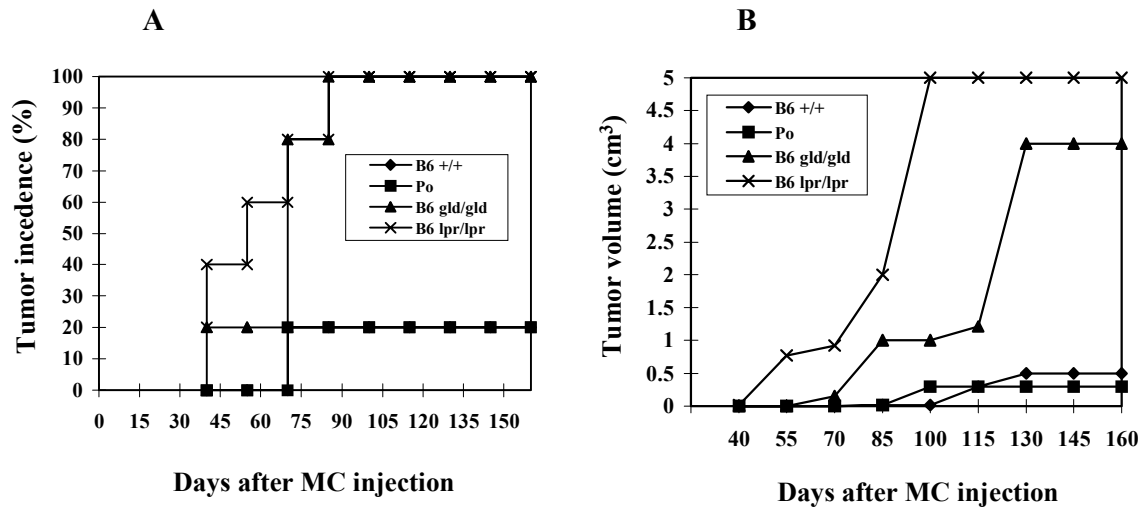 A
Tumor incedence (%)
100
90
80
70
60
50
40
30
20
10
0
0 15 30 45 60 75 90 105 120 135 150
B6 +/+
Po
B6 gld/gld
B6 lpr/lpr
Days after MC injection
B
Tumor volume (cm³)
5
4.5
4
3.5
3
2.5
2
1.5
1
0.5
0
40 55 70 85 100 115 130 145 160
B6 +/+
Po
B6 gld/gld
B6 lpr/lpr
Days after MC injection